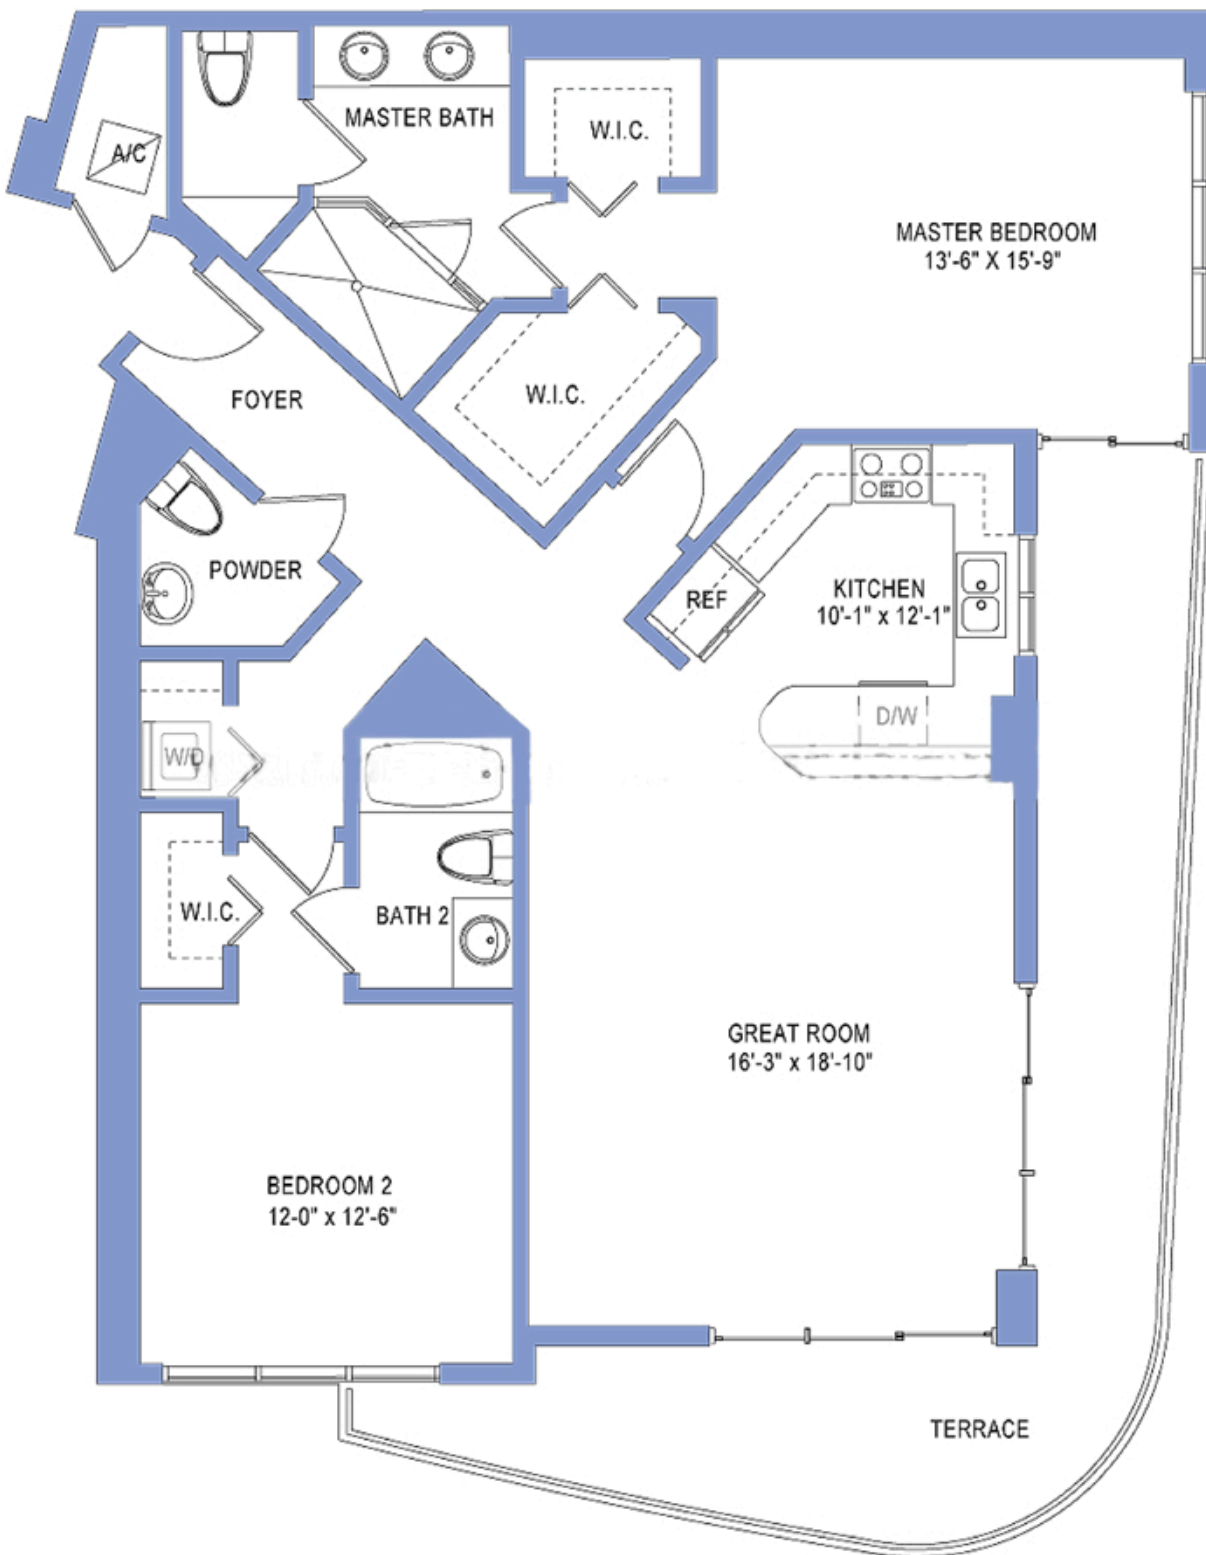 MASTER BATH
W.I.C.
A/C
MASTER BEDROOM
13'-6" X 15'-9"
FOYER
W.I.C.
POWDER
REF
KITCHEN
10'-1" x 12'-1"
D/W
W/D
W.I.C.
BATH 2
GREAT ROOM
16'-3" x 18'-10"
BEDROOM 2
12-0" x 12'-6"
TERRACE